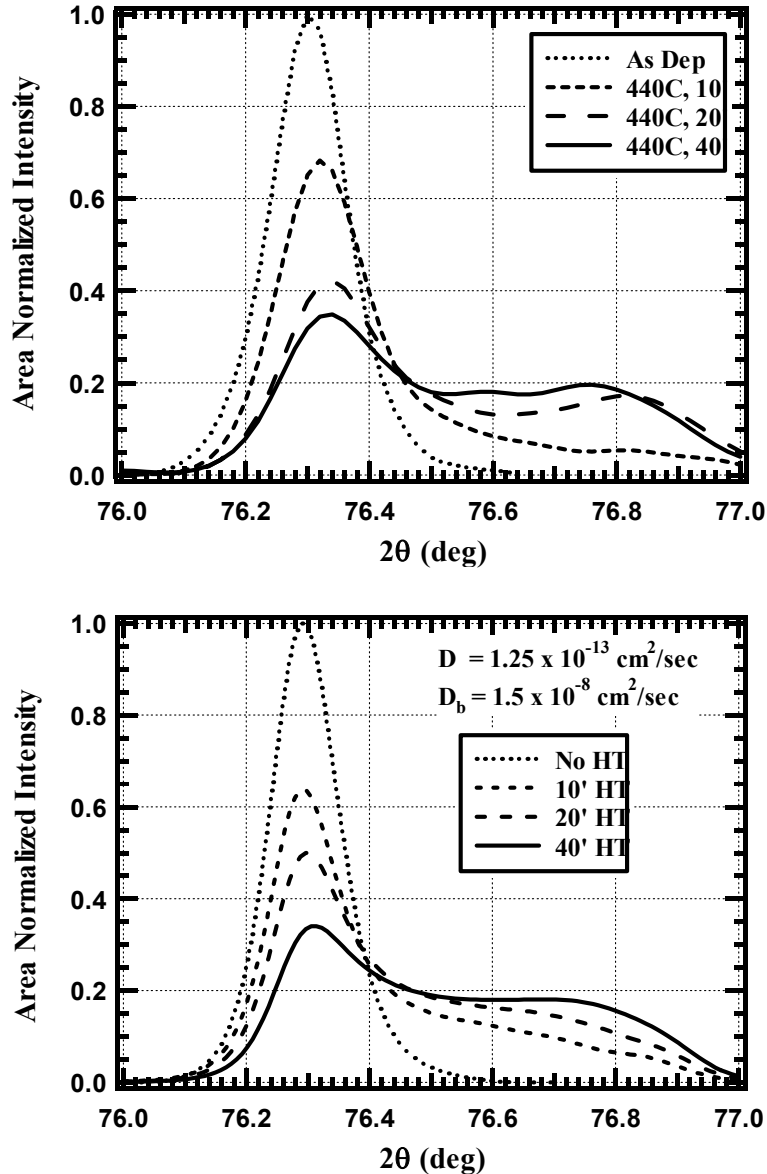 1.0
0.8
0.6
0.4
0.2
0.0
Area Normalized Intensity
As Dep
440C, 10
440C, 20
440C, 40
76.0 76.2 76.4 76.6 76.8 77.0
2θ (deg)
1.0
0.8
0.6
0.4
0.2
0.0
Area Normalized Intensity
D = 1.25 x 10⁻¹³ cm²/sec
D_b = 1.5 x 10⁻⁸ cm²/sec
No HT
10' HT
20' HT
40' HT
76.0 76.2 76.4 76.6 76.8 77.0
2θ (deg)